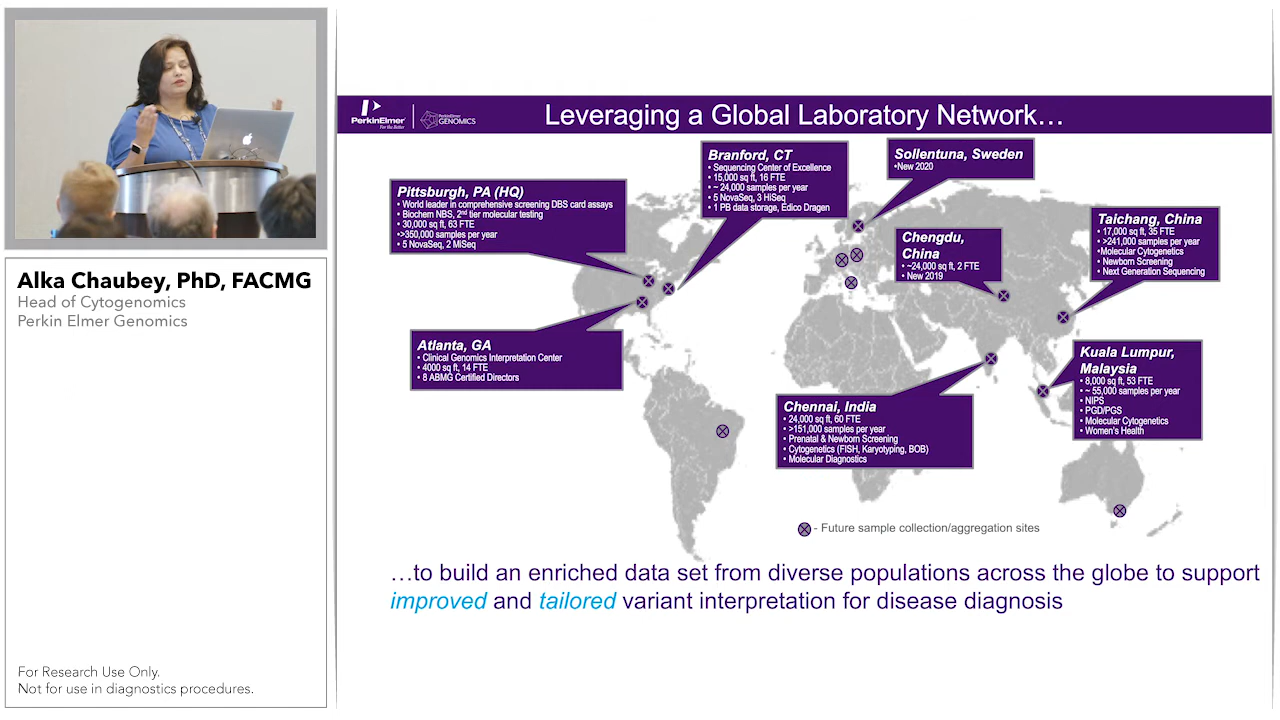 Alka Chaubey, PhD, FACMG
Head of Cytogenomics
Perkin Elmer Genomics
For Research Use Only.
Not for use in diagnostics procedures.
PerkinElmer
For the Better
PerkinElmer
GENOMICS
Leveraging a Global Laboratory Network…
Pittsburgh, PA (HQ)
• World leader in comprehensive screening DBS card assays
• Biochem NBS, 2nd tier molecular testing
• 30,000 sq ft, 63 FTE
•>350,000 samples per year
• 5 NovaSeq, 2 MiSeq
Branford, CT
• Sequencing Center of Excellence
• 15,000 sq ft, 16 FTE
• ~ 24,000 samples per year
• 5 NovaSeq, 3 HiSeq
• 1 PB data storage, Edico Dragen
Sollentuna, Sweden
•New 2020
Chengdu,
China
• ~24,000 sq ft, 2 FTE
• New 2019
Taichang, China
• 17,000 sq ft, 35 FTE
• >241,000 samples per year
•Molecular Cytogenetics
• Newborn Screening
• Next Generation Sequencing
Atlanta, GA
• Clinical Genomics Interpretation Center
• 4000 sq ft, 14 FTE
• 8 ABMG Certified Directors
Chennai, India
• 24,000 sq ft, 60 FTE
• >151,000 samples per year
• Prenatal & Newborn Screening
• Cytogenetics (FISH, Karyotyping, BOB)
• Molecular Diagnostics
Kuala Lumpur,
Malaysia
• 8,000 sq ft, 53 FTE
• ~ 55,000 samples per year
• NIPS
• PGD/PGS
• Molecular Cytogenetics
• Women's Health
- Future sample collection/aggregation sites
…to build an enriched data set from diverse populations across the globe to support
improved and tailored variant interpretation for disease diagnosis